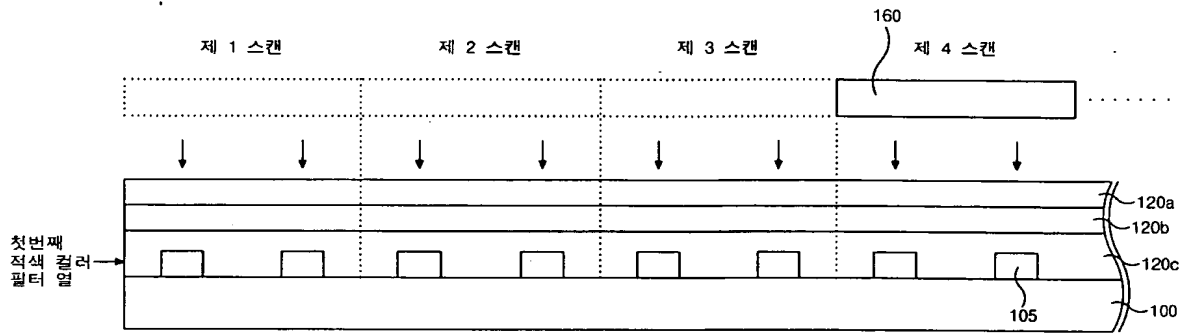 160
제 1 스캔
제 2 스캔
제 3 스캔
제 4 스캔
120a
120b
첫번째
적색 컬러
필터 열
120c
105
100